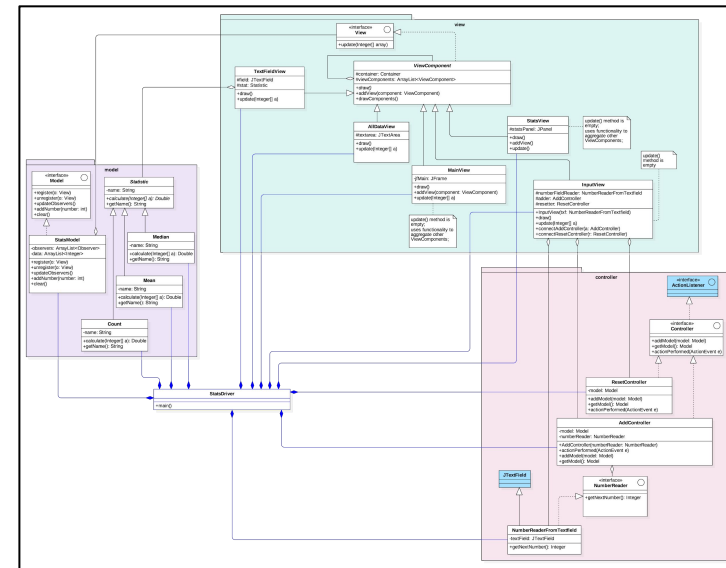 view
«interface»
View
+update(Integer[] array)
ViewComponent
#container: Container
#viewComponents: ArrayList<ViewComponent>
+draw()
+addView(component: ViewComponent)
+drawComponents()
TextFieldView
#field: JTextField
#stat: Statistic
+draw()
+update(Integer[] a)
AllDataView
#textarea: JTextArea
+draw()
+update(Integer[] a)
StatsView
#statsPanel: JPanel
+draw()
+addView()
+update()
update() method is
empty;
uses functionality to
aggregate other
ViewComponents;
update()
method is
empty
MainView
-jfMain: JFrame
+draw()
+addView(component: ViewComponent)
+update(Integer[] a)
update() method is
empty;
uses functionality to
aggregate other
ViewComponents;
InputView
#numberFieldReader: NumberReaderFromTextField
#adder: AddController
#resetter: ResetController
+draw()
+update(Integer[] a)
+connectAddController(a: AddController)
+connectResetController(r: ResetController)
model
«interface»
Model
+register(o: View)
+unregister(o: View)
+updateObservers()
+addNumber(number: int)
+clear()
StatsModel
-observers: ArrayList<Observer>
-data: ArrayList<Integer>
+register(o: View)
+unregister(o: View)
+updateObservers()
+addNumber(number: int)
+clear()
Statistic
-name: String
+calculate(Integer[] a): Double
+getName(): String
Median
-name: String
+calculate(Integer[] a): Double
+getName(): String
Mean
-name: String
+calculate(Integer[] a): Double
+getName(): String
Count
-name: String
+calculate(Integer[] a): Double
+getName(): String
StatsDriver
+main()
controller
«interface»
ActionListener
«interface»
Controller
+addModel(model: Model)
+getModel(): Model
+actionPerformed(ActionEvent e)
ResetController
-model: Model
+addModel(model: Model)
+getModel(): Model
+actionPerformed(ActionEvent e)
AddController
-model: Model
-numberReader: NumberReader
+AddController(numberReader: NumberReader)
+actionPerformed(ActionEvent e)
+addModel(model: Model)
+getModel(): Model
JTextField
«interface»
NumberReader
+getNextNumber(): Integer
NumberReaderFromTextfield
-textField: JTextField
+getNextNumber(): Integer